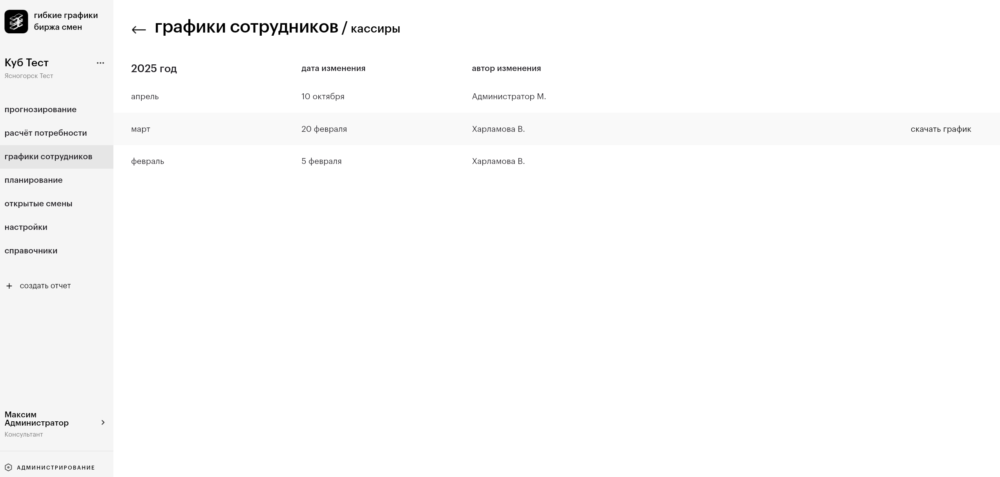 гибкие графики
биржа смен
Куб Тест
Ясногорск Тест
прогнозирование
расчёт потребности
графики сотрудников
планирование
открытые смены
настройки
справочники
+ создать отчет
Максим
Администратор
Консультант
АДМИНИСТРИРОВАНИЕ
графики сотрудников / кассиры
2025 год дата изменения автор изменения
апрель 10 октября Администратор М.
март 20 февраля Харламова В. скачать график
февраль 5 февраля Харламова В.